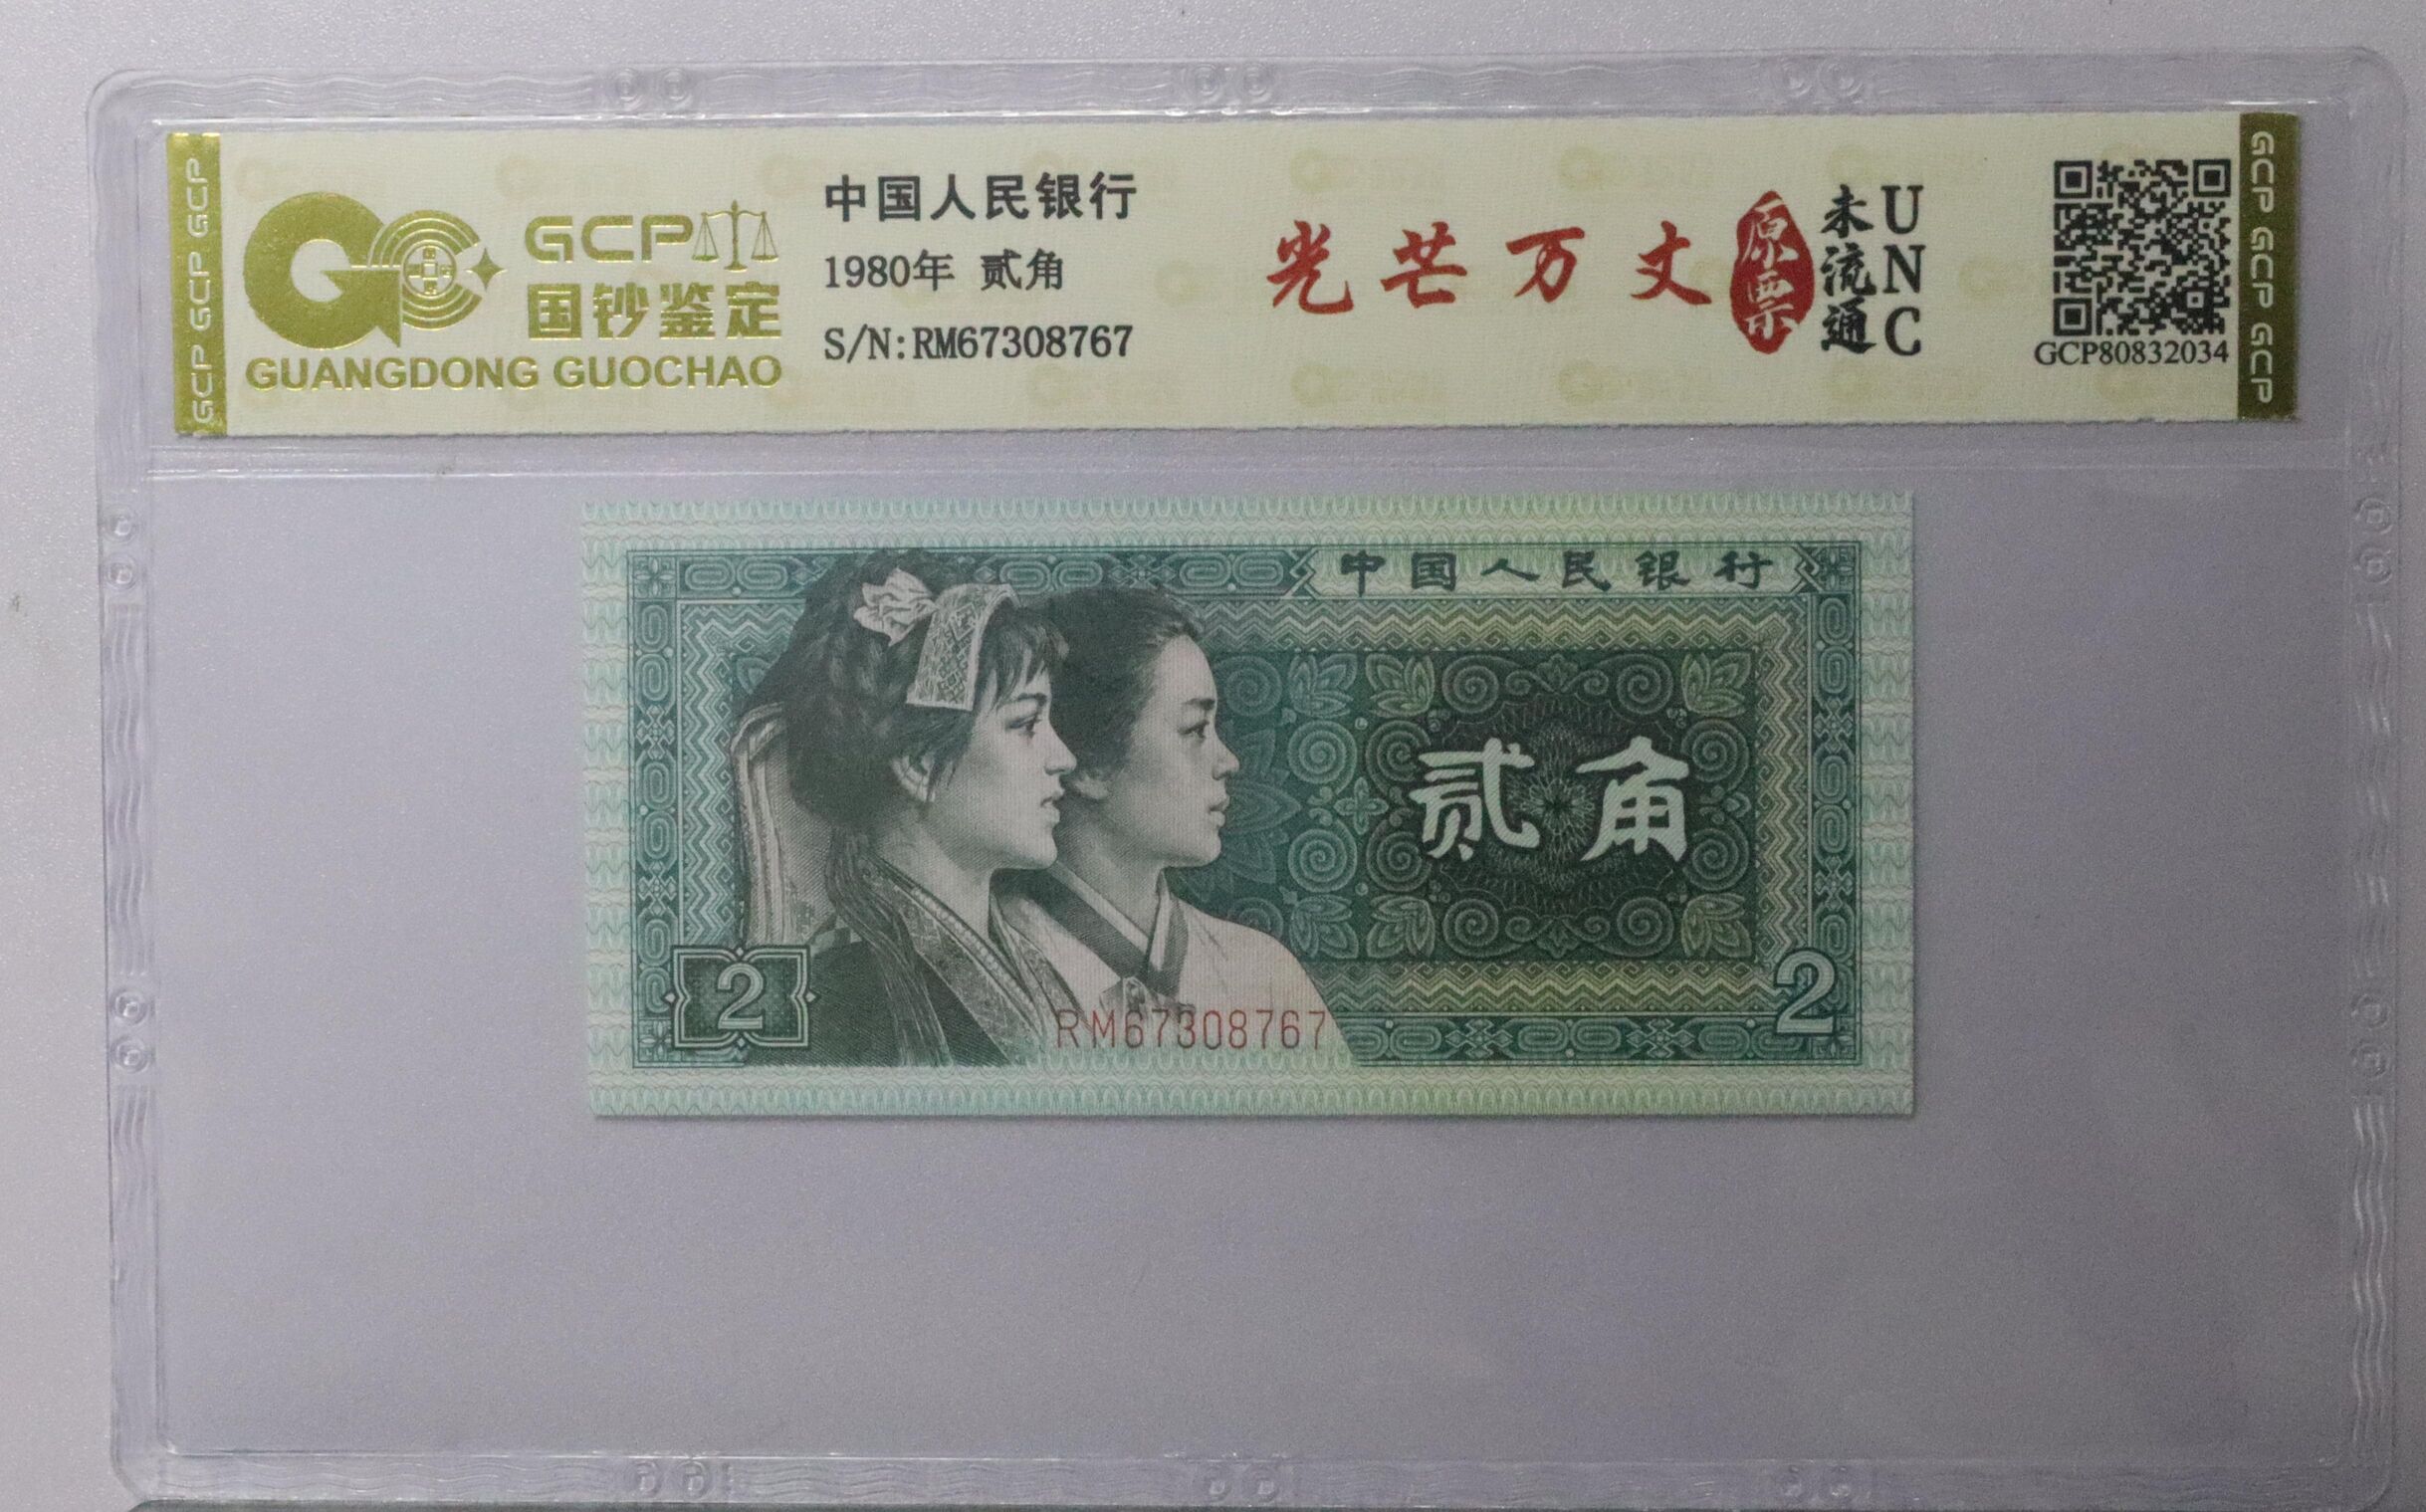 GCP GCP GCP
GCP
国钞鉴定
GUANGDONG GUOCHAO
中国人民银行
1980年 贰角
S/N:RM67308767
光芒万丈
原票
未流通
UNC
GCP80832034
GCP GCP GCP
中国人民银行
贰角
2
RM67308767
2